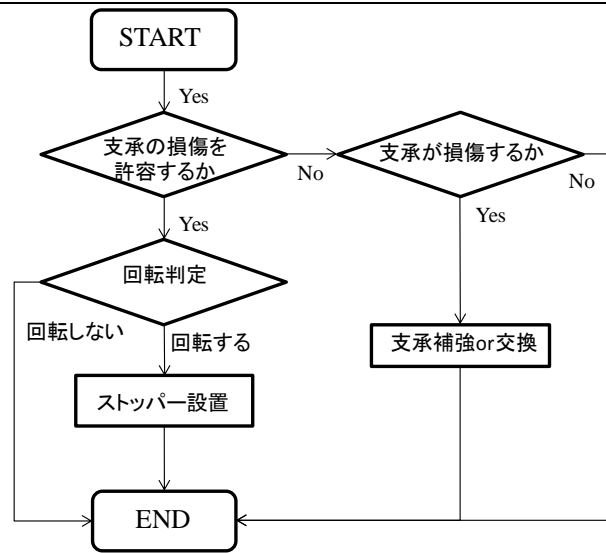 START
Yes
支承の損傷を
許容するか
No
支承が損傷するか
No
Yes
Yes
回転判定
回転しない
回転する
支承補強or交換
ストッパー設置
END